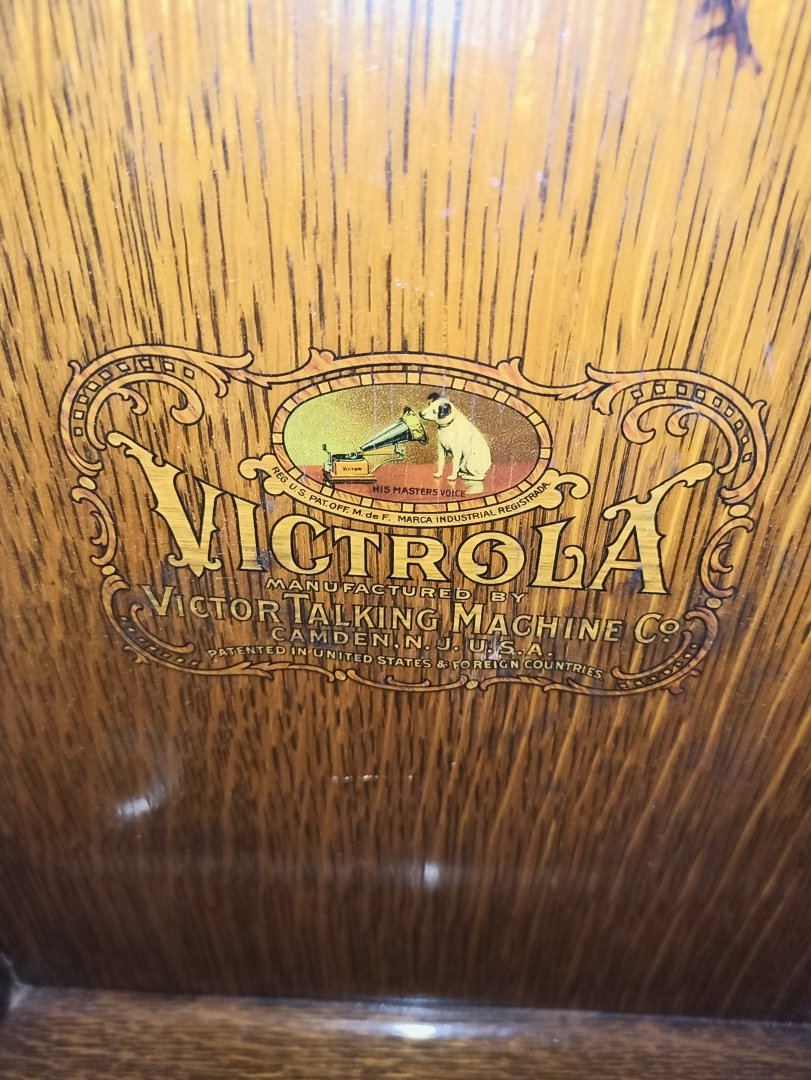 VICTOR
HIS MASTERS VOICE
REG. U.S. PAT. OFF. M. de F. MARCA INDUSTRIAL REGISTRADA
VICTROLA
MANUFACTURED BY
VICTOR TALKING MACHINE Co.
CAMDEN, N.J. U.S.A.
PATENTED IN UNITED STATES & FOREIGN COUNTRIES